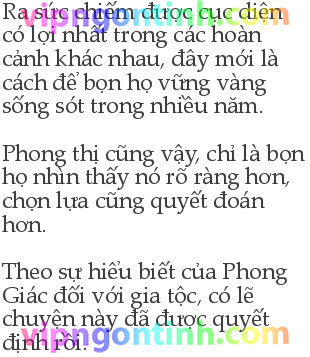 Ra sức chiếm được cục diện
có lợi nhất trong các hoàn
cảnh khác nhau, đây mới là
cách để bọn họ vững vàng
sống sót trong nhiều năm.
Phong thị cũng vậy, chỉ là bọn
họ nhìn thấy nó rõ ràng hơn,
chọn lựa cũng quyết đoán
hơn.
Theo sự hiểu biết của Phong
Giác đối với gia tộc, có lẽ
chuyện này đã được quyết
định rồi.
vipngontinh.com
vipngontinh.com